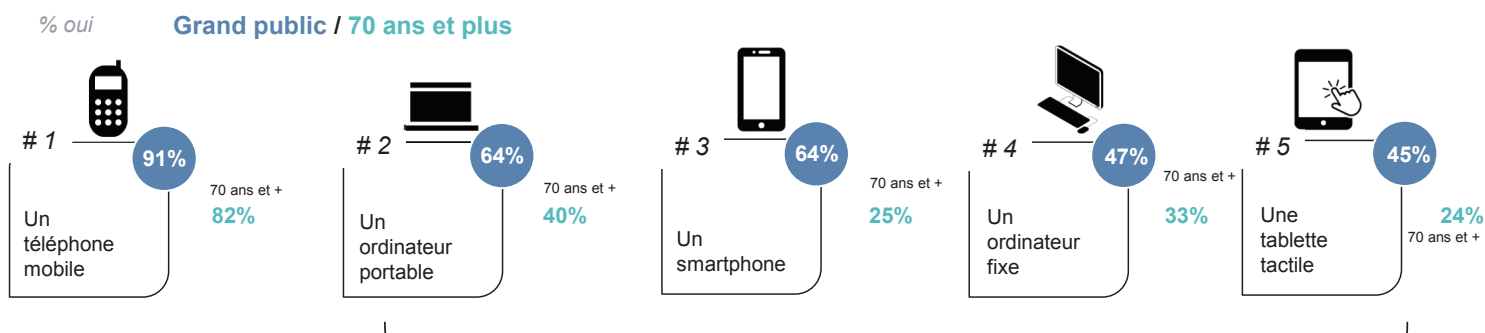 % oui
Grand public / 70 ans et plus
# 1
91%
70 ans et +
82%
Un
téléphone
mobile
# 2
64%
70 ans et +
40%
Un
ordinateur
portable
# 3
64%
70 ans et +
25%
Un
smartphone
# 4
47%
70 ans et +
33%
Un
ordinateur
fixe
# 5
45%
24%
70 ans et +
Une
tablette
tactile